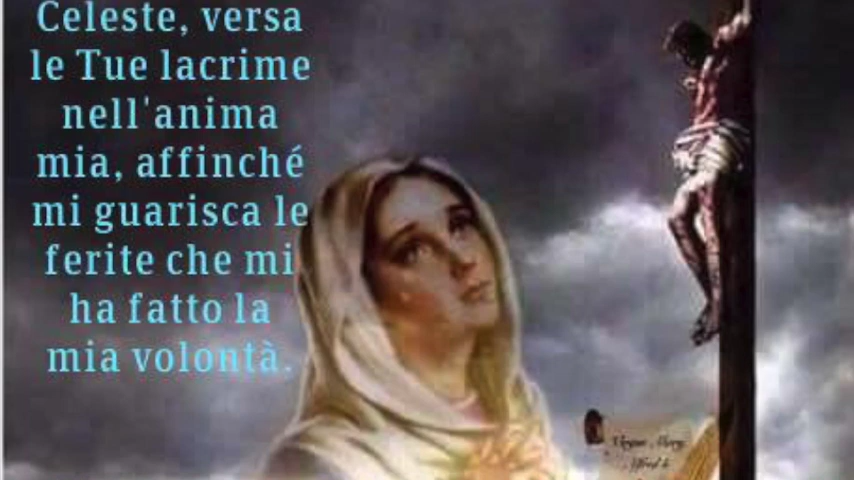 Celeste, versa
le Tue lacrime
nell'anima
mia, affinché
mi guarisca le
ferite che mi
ha fatto la
mia volontà.